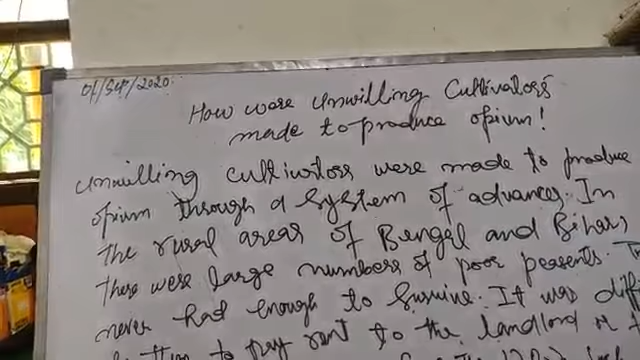 01/Sep/2020
How were unwilling Cultivators
made to produce opium!
Unwilling cultivators were made to produce
opium through a system of advances. In
the rural areas of Bengal and Bihar,
there were large numbers of poor peasents.
never had enough to survive. It was
to pay rent to the landlord or